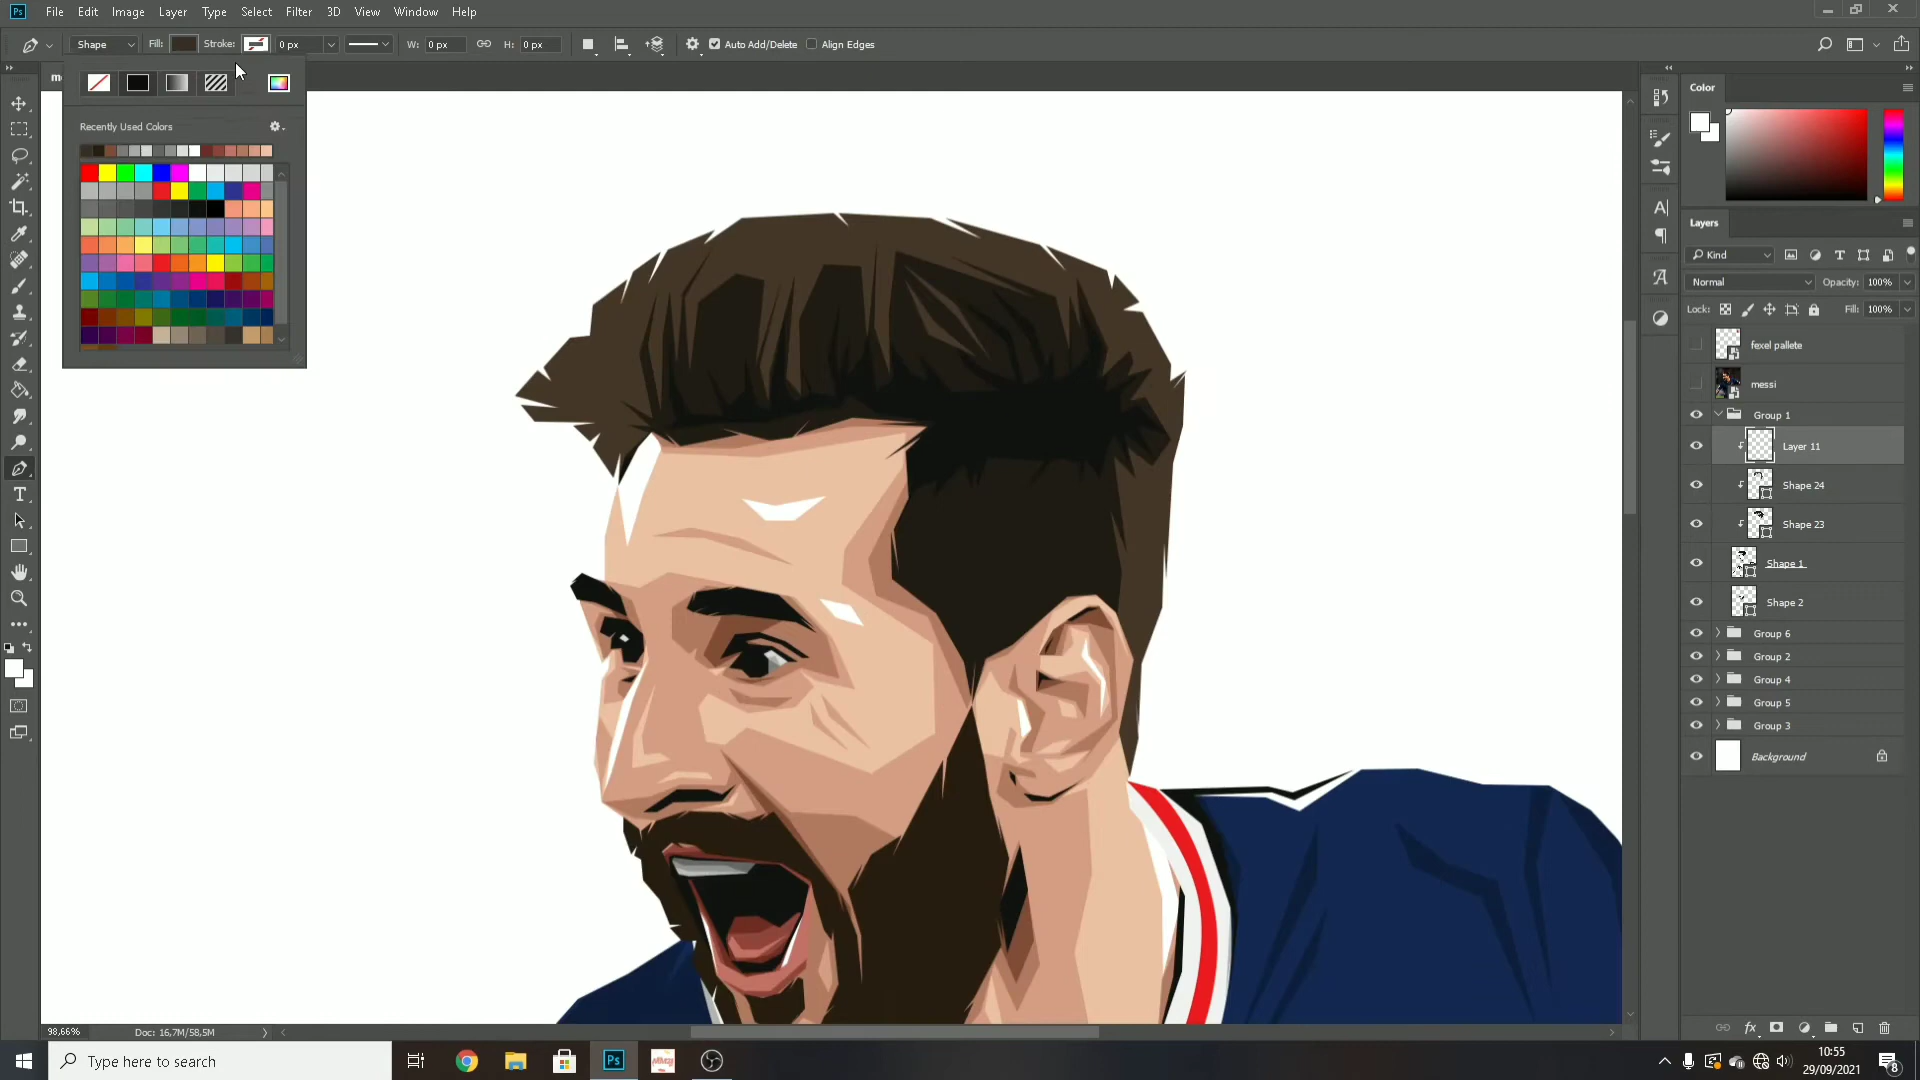 Ps File Edit Image Layer Type Select Filter 3D View Window Help
Shape Fill: Stroke: 0 px W: 0 px H: 0 px Auto Add/Delete Align Edges
Recently Used Colors
Color
Layers
Kind
Normal Opacity: 100%
Lock: Fill: 100%
fexel pallete
messi
Group 1
Layer 11
Shape 24
Shape 23
Shape 1
Shape 2
Group 6
Group 2
Group 4
Group 5
Group 3
Background
98,66% Doc: 16,7M/58,5M
Type here to search
Ps
10:55
29/09/2021
8